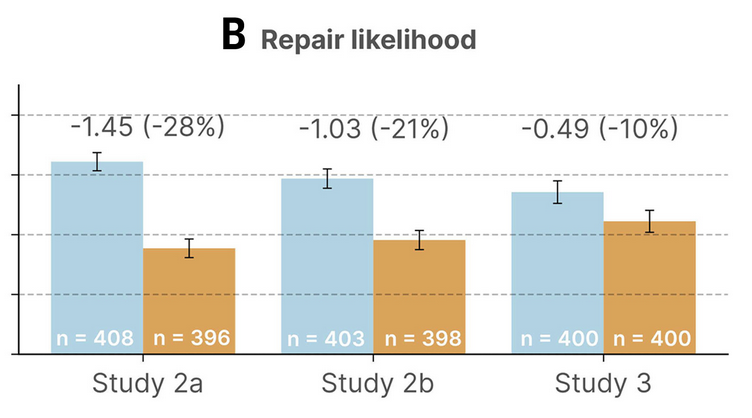 B Repair likelihood
-1.45 (-28%) -1.03 (-21%) -0.49 (-10%)
n = 408 n = 396 n = 403 n = 398 n = 400 n = 400
Study 2a Study 2b Study 3